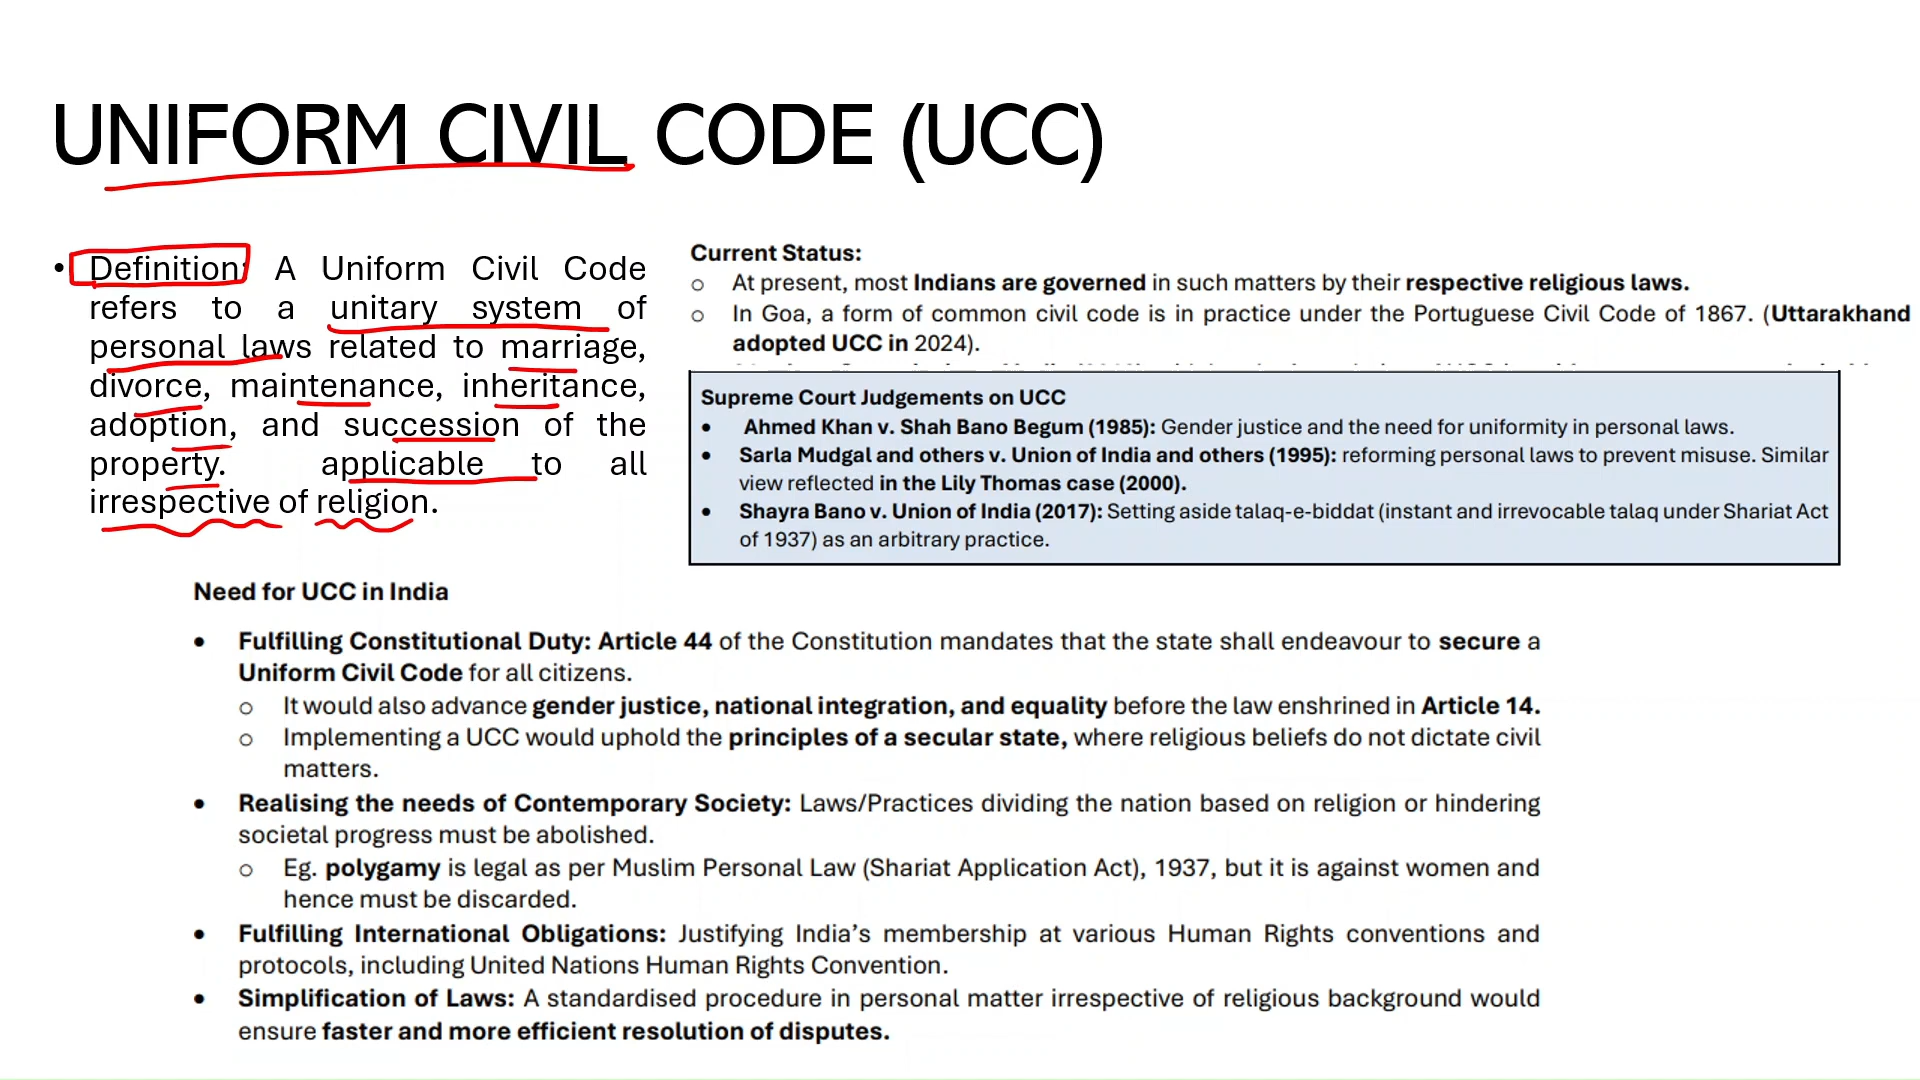 UNIFORM CIVIL CODE (UCC)
• Definition: A Uniform Civil Code
refers to a unitary system of
personal laws related to marriage,
divorce, maintenance, inheritance,
adoption, and succession of the
property. applicable to all
irrespective of religion.
Current Status:
o At present, most Indians are governed in such matters by their respective religious laws.
o In Goa, a form of common civil code is in practice under the Portuguese Civil Code of 1867. (Uttarakhand
adopted UCC in 2024).
Supreme Court Judgements on UCC
• Ahmed Khan v. Shah Bano Begum (1985): Gender justice and the need for uniformity in personal laws.
• Sarla Mudgal and others v. Union of India and others (1995): reforming personal laws to prevent misuse. Similar
view reflected in the Lily Thomas case (2000).
• Shayra Bano v. Union of India (2017): Setting aside talaq-e-biddat (instant and irrevocable talaq under Shariat Act
of 1937) as an arbitrary practice.
Need for UCC in India
• Fulfilling Constitutional Duty: Article 44 of the Constitution mandates that the state shall endeavour to secure a
Uniform Civil Code for all citizens.
o It would also advance gender justice, national integration, and equality before the law enshrined in Article 14.
o Implementing a UCC would uphold the principles of a secular state, where religious beliefs do not dictate civil
matters.
• Realising the needs of Contemporary Society: Laws/Practices dividing the nation based on religion or hindering
societal progress must be abolished.
o Eg. polygamy is legal as per Muslim Personal Law (Shariat Application Act), 1937, but it is against women and
hence must be discarded.
• Fulfilling International Obligations: Justifying India’s membership at various Human Rights conventions and
protocols, including United Nations Human Rights Convention.
• Simplification of Laws: A standardised procedure in personal matter irrespective of religious background would
ensure faster and more efficient resolution of disputes.